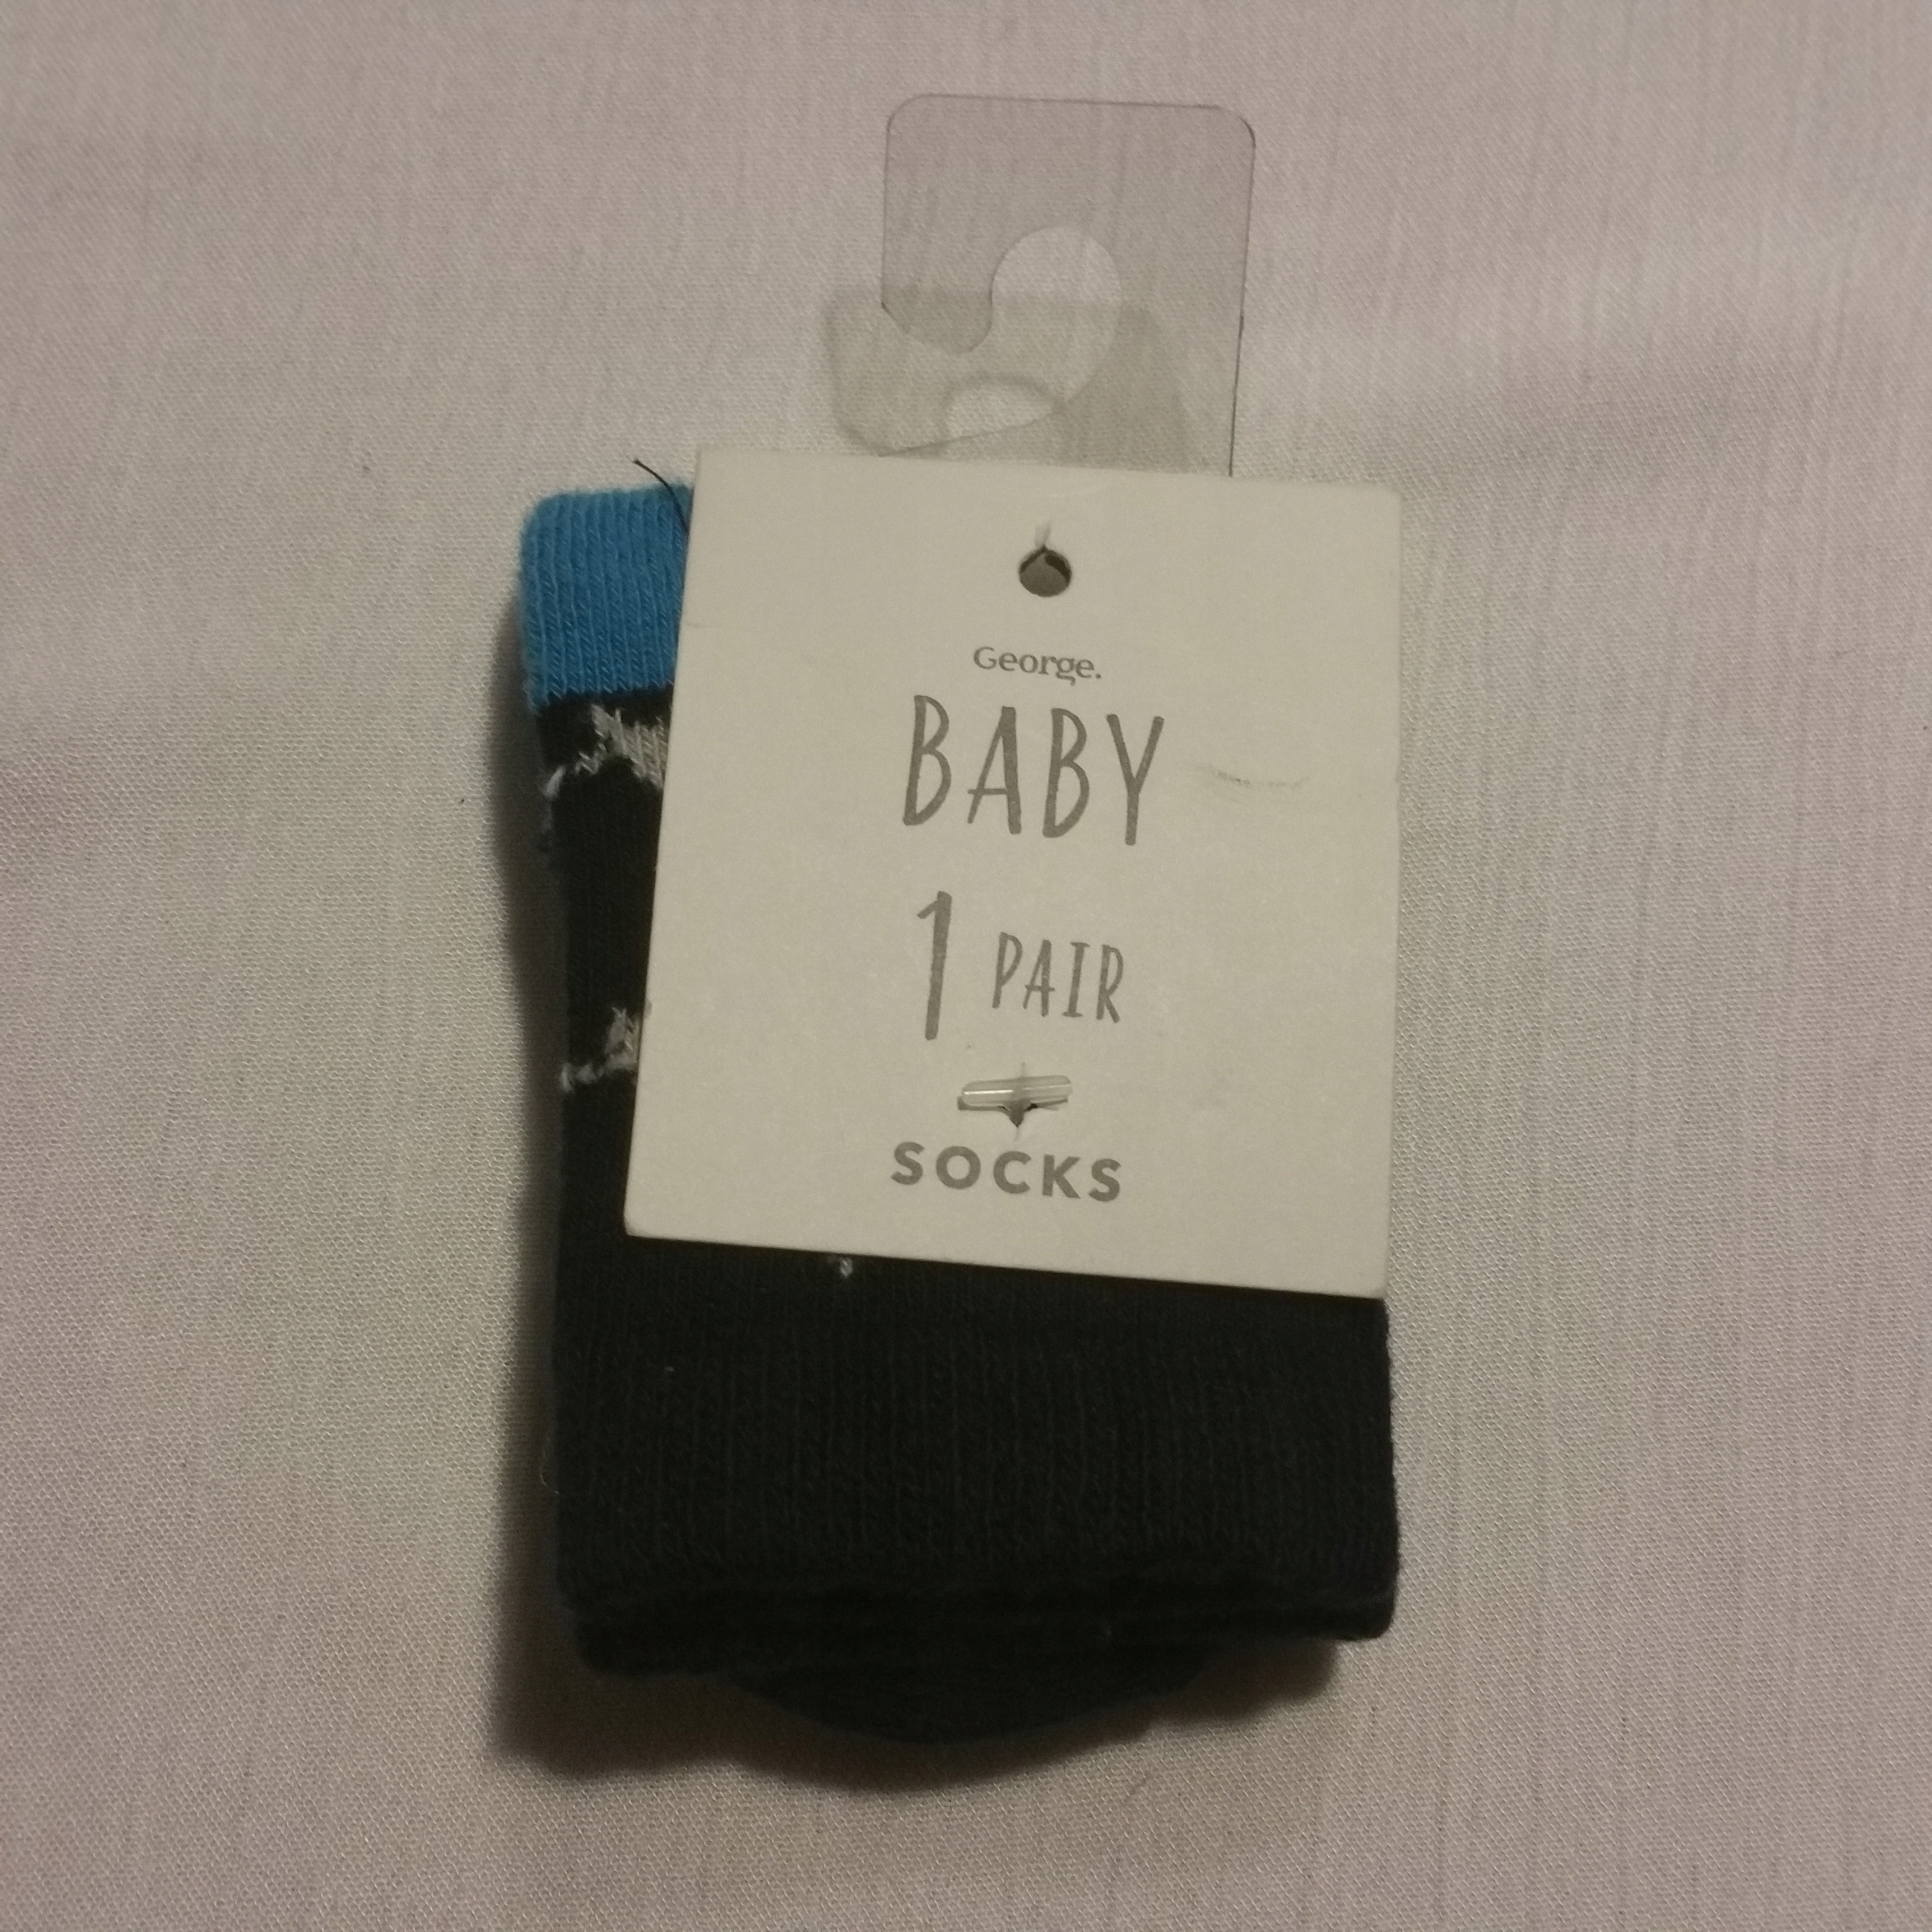 George.
BABY
1 PAIR
SOCKS